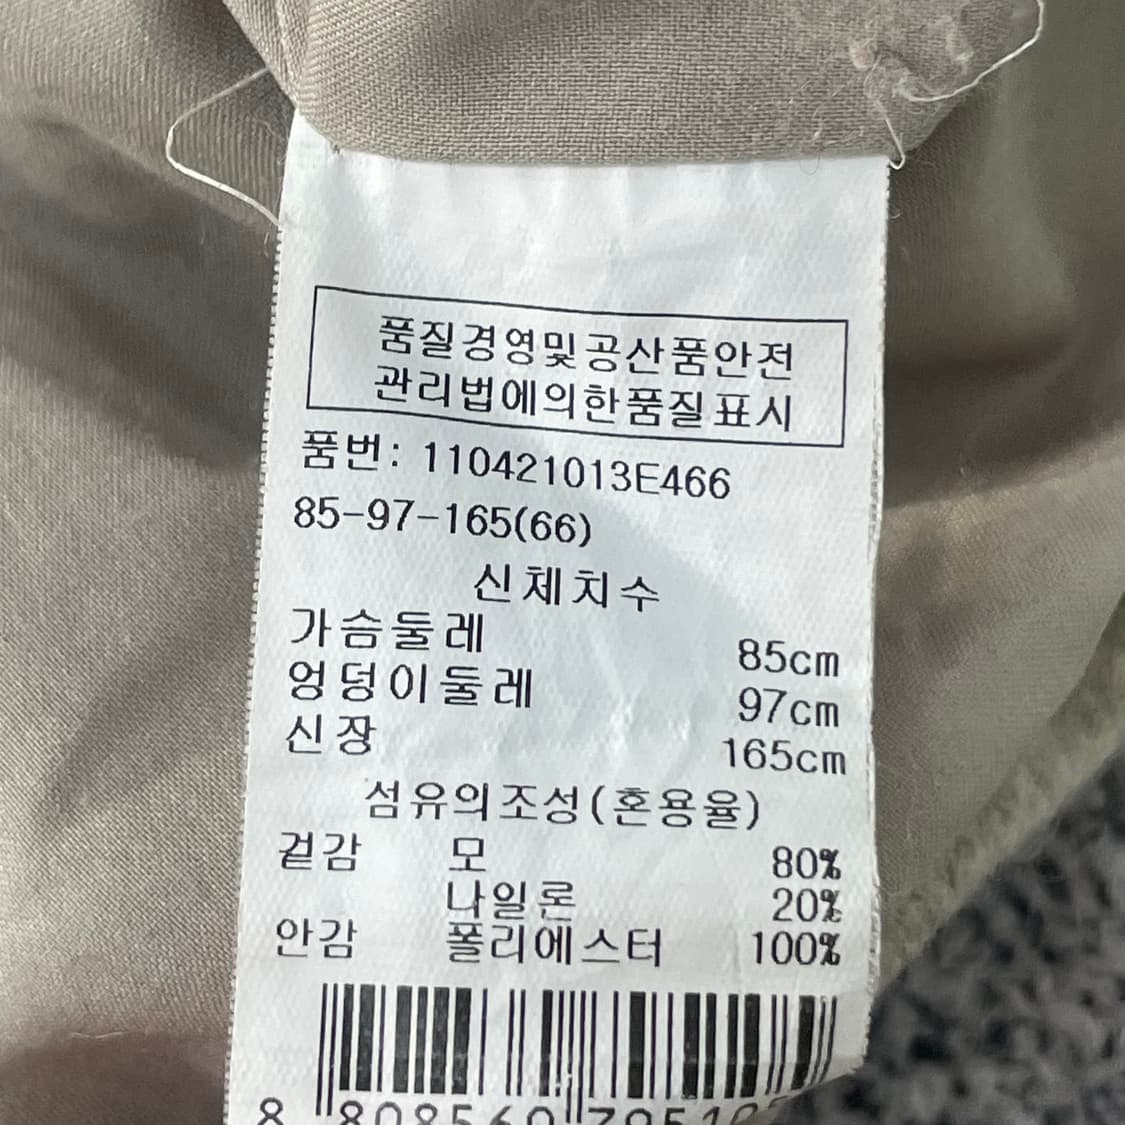 품질경영및공산품안전
관리법에의한품질표시
품번: 110421013E466
85-97-165(66)
신체치수
가슴둘레 85cm
엉덩이둘레 97cm
신장 165cm
섬유의조성(혼용율)
겉감 모 80%
나일론 20%
안감 폴리에스터 100%